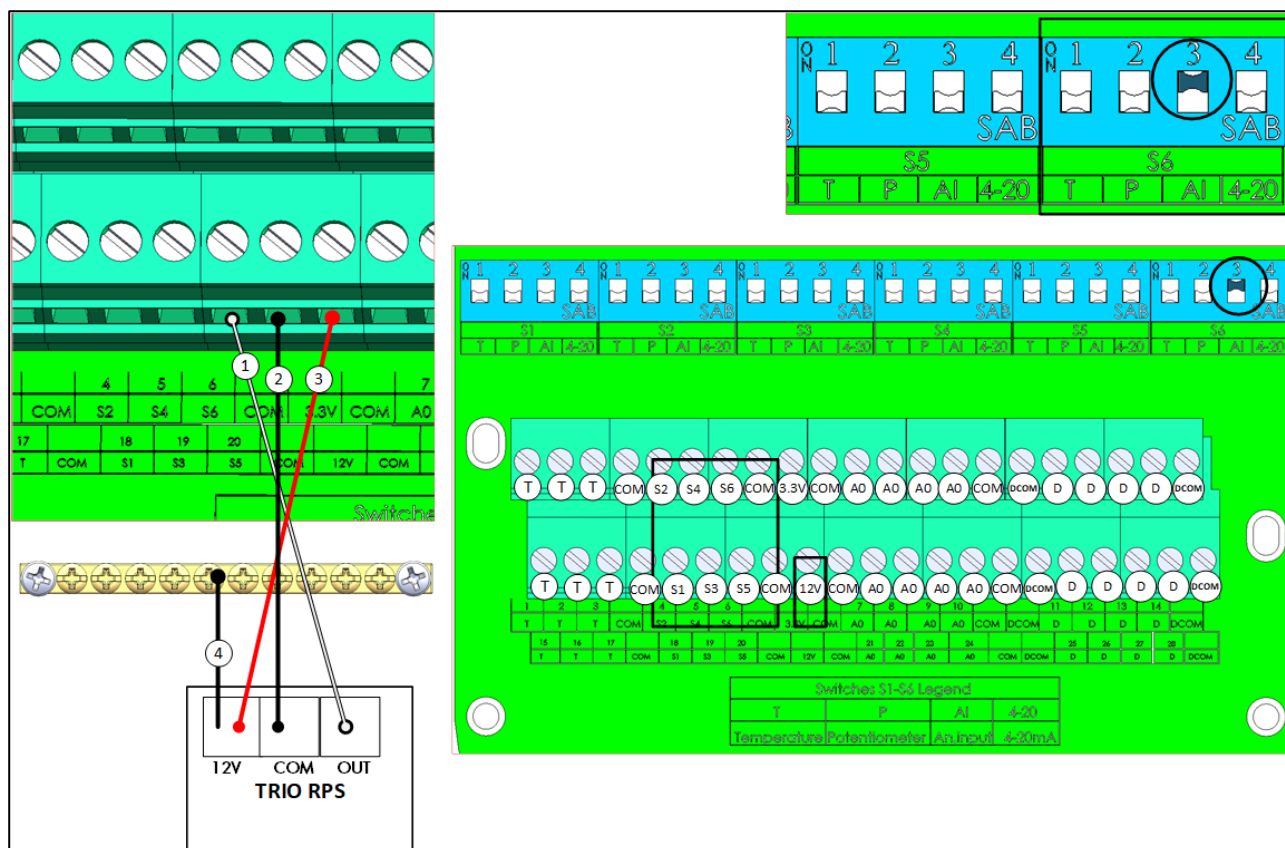 ON 1 2 3 4 ON 1 2 3 4
SAB SAB
S5 S6
T P AI 4-20 T P AI 4-20
1
2
3
4 5 6 7
COM S2 S4 S6 COM 3.3V COM A0
17 18 19 20
T COM S1 S3 S5 COM 12V COM
Switche
4
12V COM OUT
TRIO RPS
ON 1 2 3 4 ON 1 2 3 4 ON 1 2 3 4 ON 1 2 3 4 ON 1 2 3 4 ON 1 2 3 4
SAB SAB SAB SAB SAB SAB
S1 S2 S3 S4 S5 S6
T P AI 4-20 T P AI 4-20 T P AI 4-20 T P AI 4-20 T P AI 4-20 T P AI 4-20
T T T COM S2 S4 S6 COM 3.3V COM A0 A0 A0 A0 COM DCOM D D D D DCOM
T T T COM S1 S3 S5 COM 12V COM A0 A0 A0 A0 COM DCOM D D D D DCOM
1 2 3 4 5 6 7 8 9 10 11 12 13 14
T T T COM S2 S4 S6 COM 3.3V COM A0 A0 A0 A0 COM DCOM D D D D DCOM
15 16 17 18 19 20 21 22 23 24 25 26 27 28
T T T COM S1 S3 S5 COM 12V COM A0 A0 A0 A0 COM DCOM D D D D DCOM
Switches S1-S6 Legend
T P AI 4-20
Temperature Potentiometer An.input 4-20mA